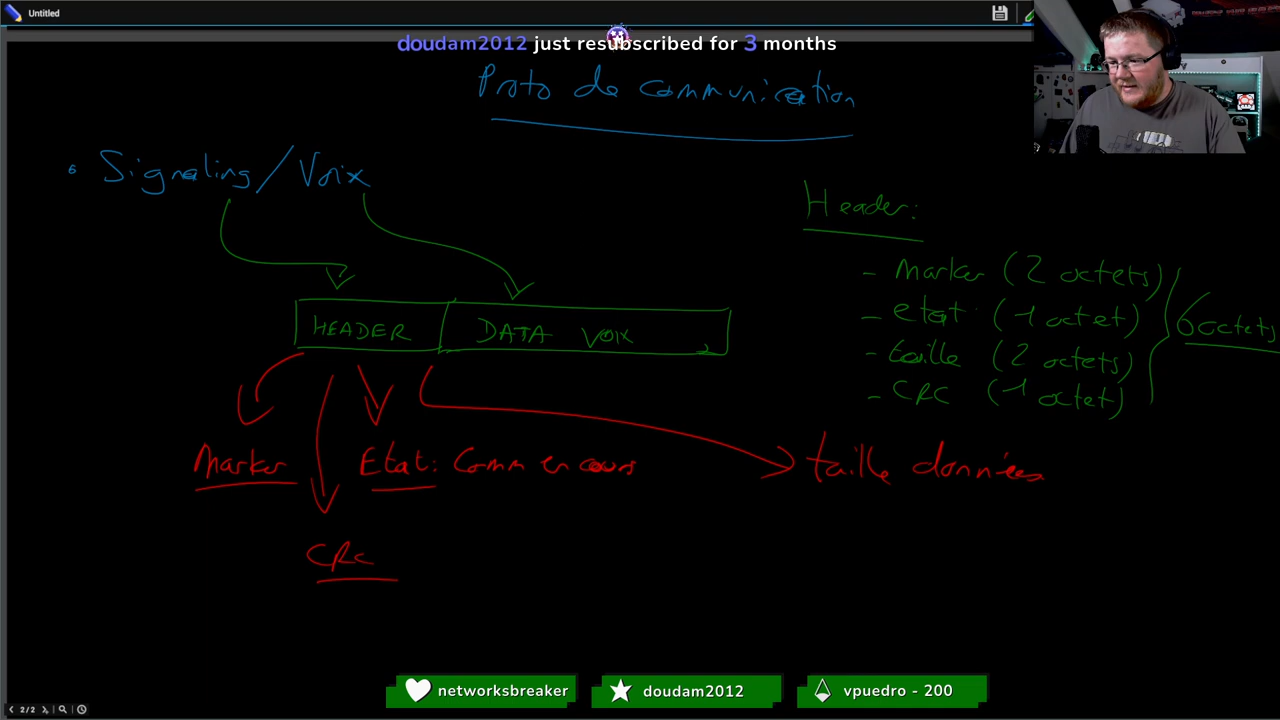 Untitled
doudam2012 just resubscribed for 3 months
Proto de communication
Signaling/Voix
Header:
- marker (2 octets)
- etat (1 octet)
- taille (2 octets)
- CRC (1 octet)
6 octets
HEADER
DATA VOIX
Marker
Etat: Comm en cours
taille données
CRC
networksbreaker
doudam2012
vpuedro - 200
2/2